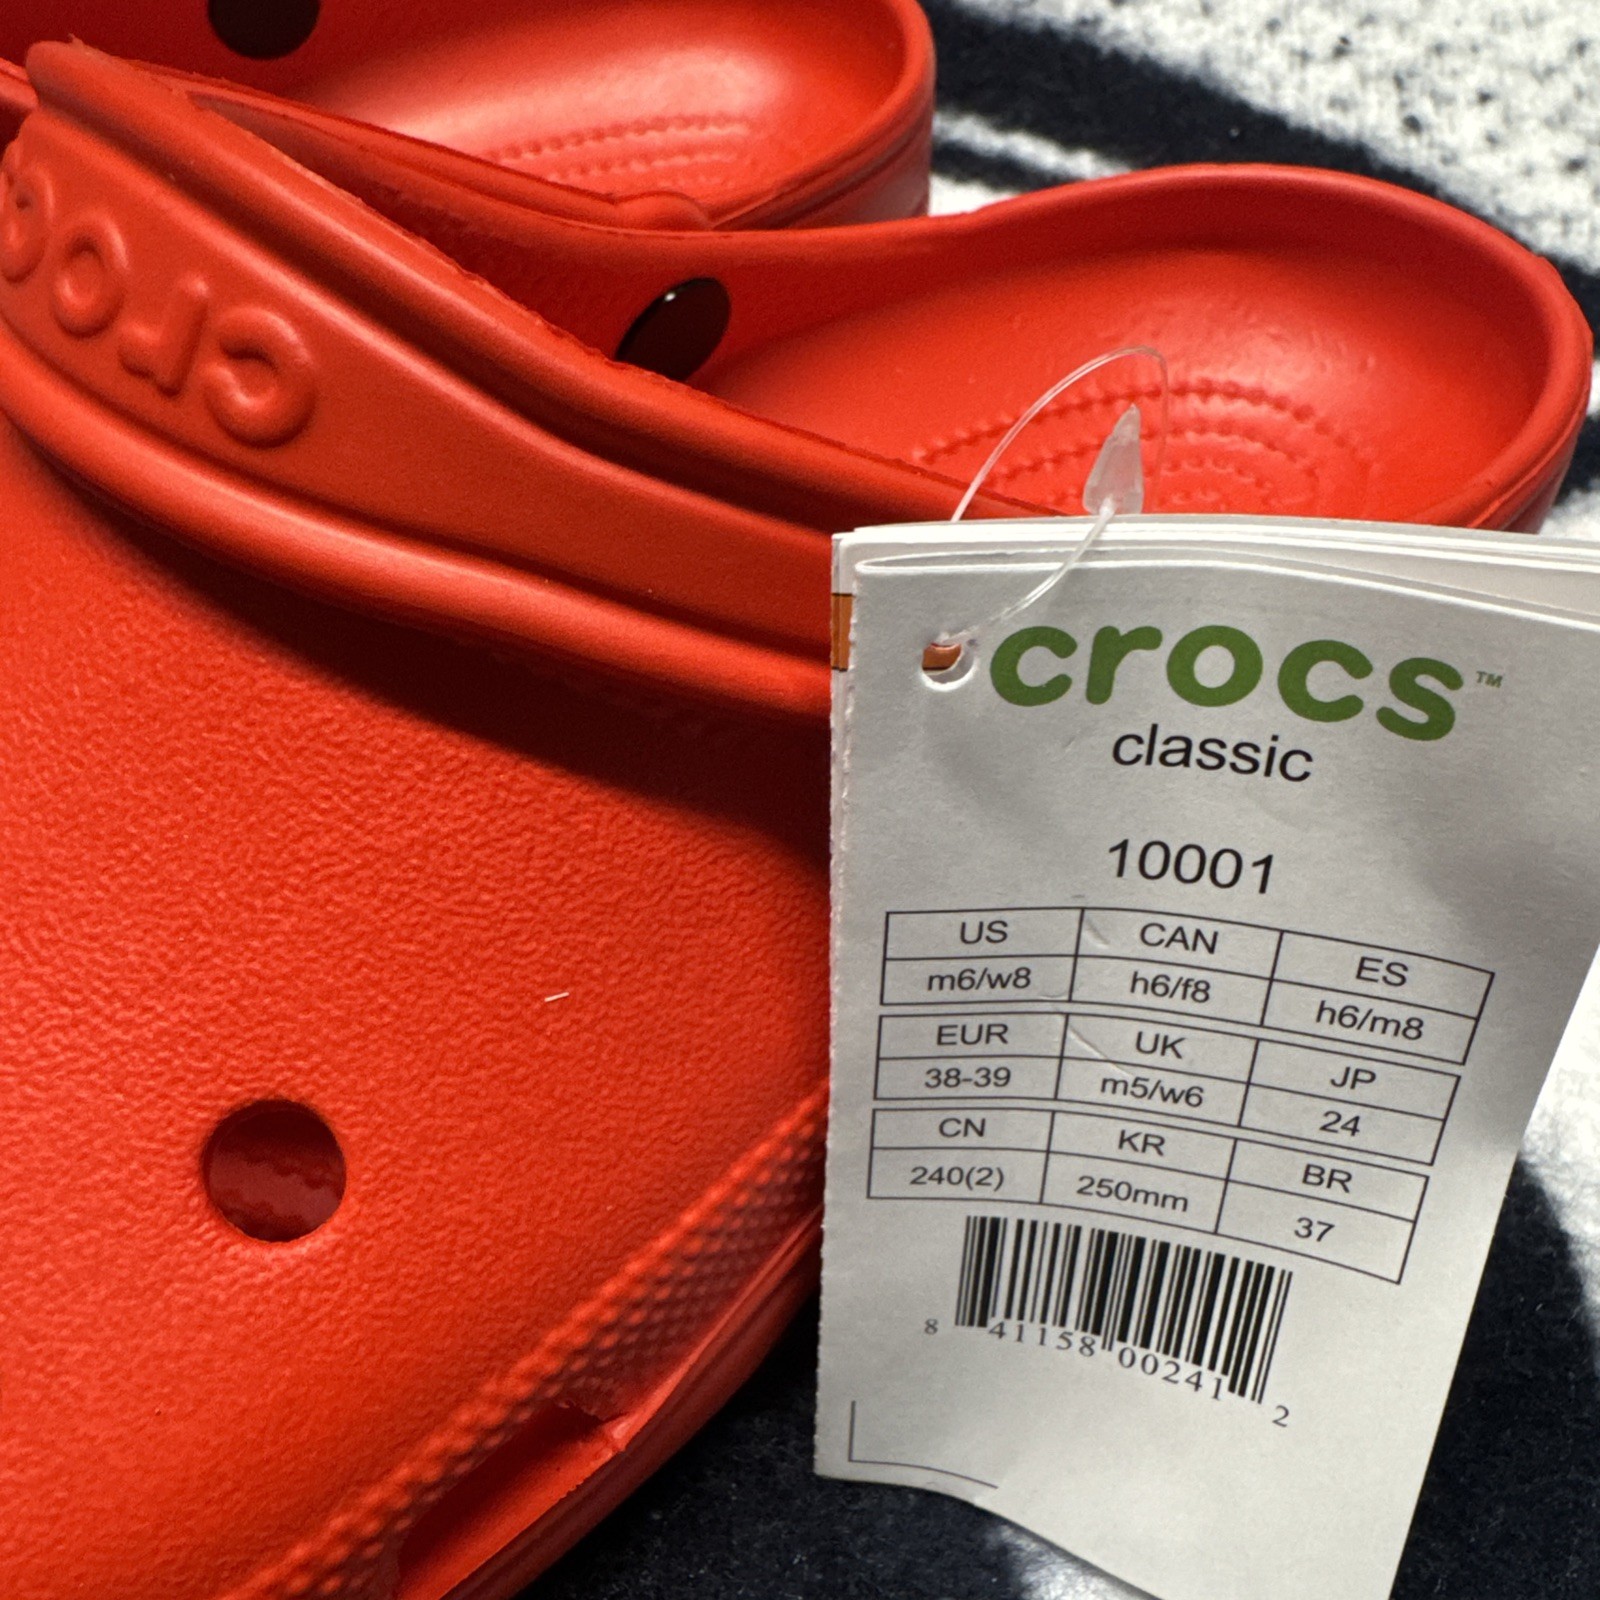 crocs
crocs™
classic
10001
US CAN ES
m6/w8 h6/f8 h6/m8
EUR UK JP
38-39 m5/w6 24
CN KR BR
240(2) 250mm 37
8 41158 00241 2